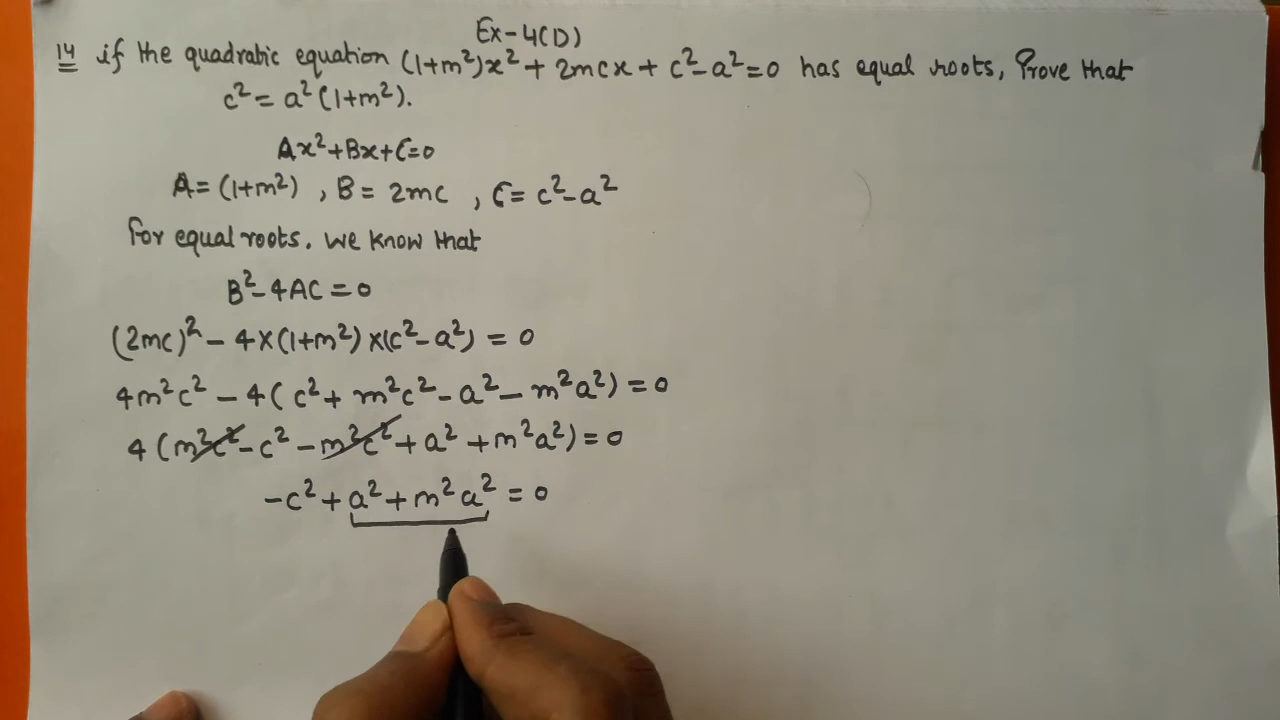 Ex-4(D)
14 if the quadratic equation (1+m²)x² + 2mcx + c²-a²=0 has equal roots, Prove that
c² = a²(1+m²).
Ax²+Bx+C=0
A = (1+m²) , B = 2mc , C = c²-a²
For equal roots. we know that
B²-4AC = 0
(2mc)² - 4×(1+m²)×(c²-a²) = 0
4m²c² - 4(c²+m²c²-a²-m²a²) = 0
4(m²c²-c²-m²c²+a²+m²a²) = 0
-c²+a²+m²a² = 0